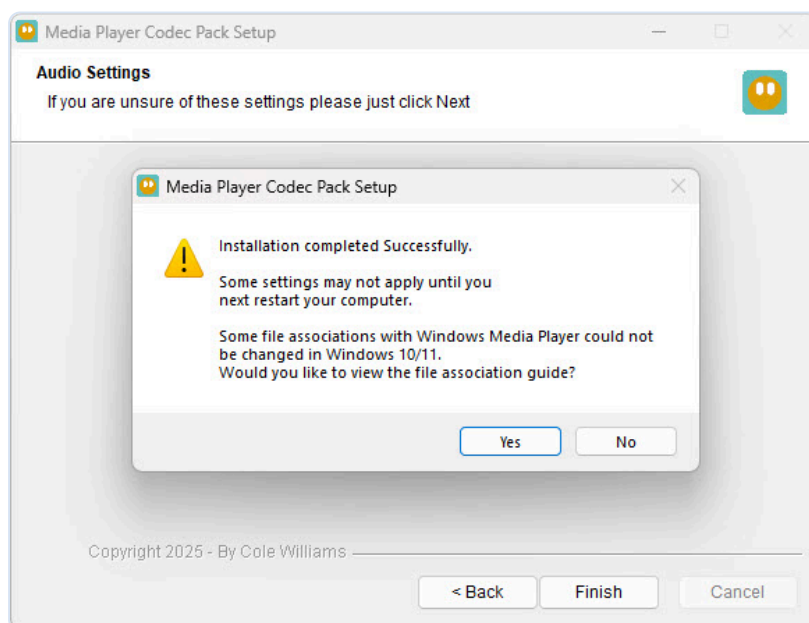 Media Player Codec Pack Setup
Audio Settings
If you are unsure of these settings please just click Next
Media Player Codec Pack Setup
Installation completed Successfully.
Some settings may not apply until you
next restart your computer.
Some file associations with Windows Media Player could not
be changed in Windows 10/11.
Would you like to view the file association guide?
Yes
No
Copyright 2025 - By Cole Williams
< Back
Finish
Cancel